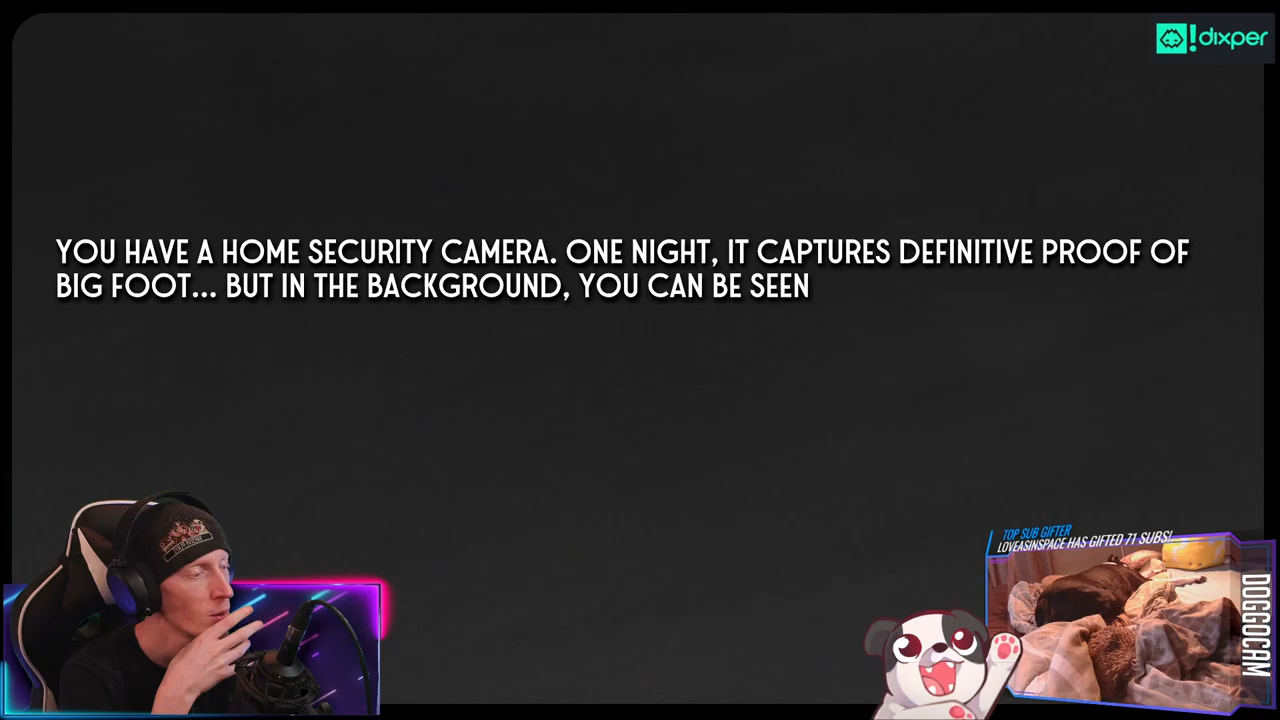 !dixper
YOU HAVE A HOME SECURITY CAMERA. ONE NIGHT, IT CAPTURES DEFINITIVE PROOF OF
BIG FOOT... BUT IN THE BACKGROUND, YOU CAN BE SEEN
TOP SUB GIFTER
LOVEASINSPACE HAS GIFTED 71 SUBS!
DOGGOCAM